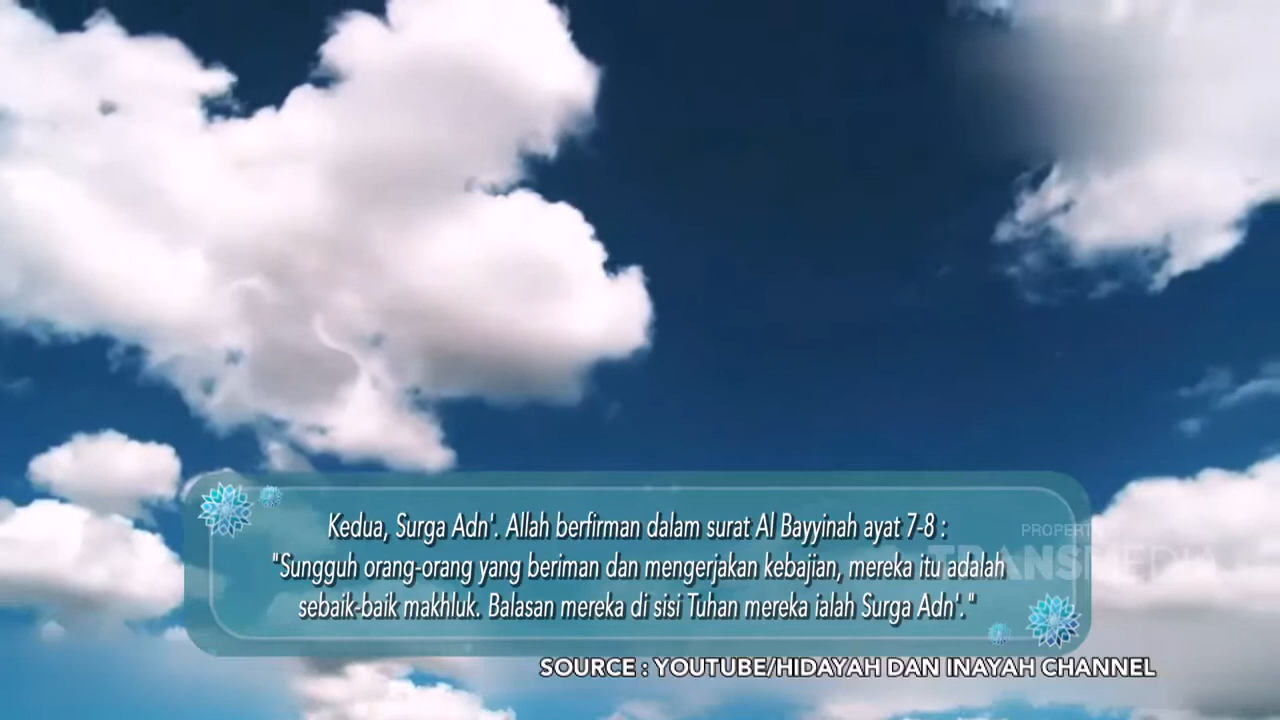 Kedua, Surga Adn'. Allah berfirman dalam surat Al Bayyinah ayat 7-8 :
"Sungguh orang-orang yang beriman dan mengerjakan kebajian, mereka itu adalah
sebaik-baik makhluk. Balasan mereka di sisi Tuhan mereka ialah Surga Adn'."
PROPERTY
TRANSMEDIA
SOURCE : YOUTUBE/HIDAYAH DAN INAYAH CHANNEL